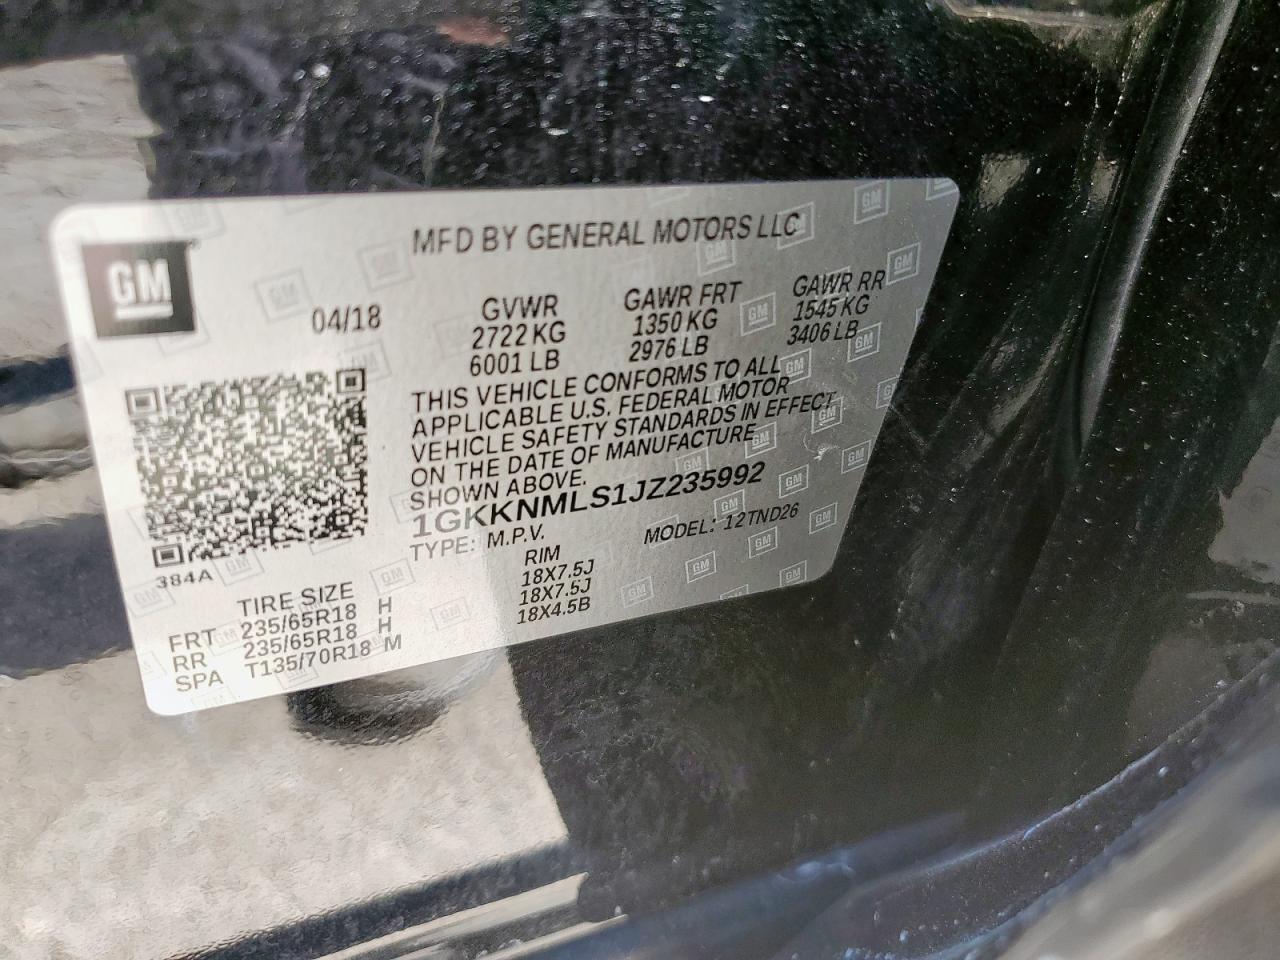 GM
MFD BY GENERAL MOTORS LLC
04/18
GVWR
2722 KG
6001 LB
GAWR FRT
1350 KG
2976 LB
GAWR RR
1545 KG
3406 LB
THIS VEHICLE CONFORMS TO ALL
APPLICABLE U.S. FEDERAL MOTOR
VEHICLE SAFETY STANDARDS IN EFFECT
ON THE DATE OF MANUFACTURE
SHOWN ABOVE.
1GKKNMLS1JZ235992
TYPE: M.P.V.
MODEL: 12TND26
384A
TIRE SIZE
RIM
FRT 235/65R18 H 18X7.5J
RR 235/65R18 H 18X7.5J
SPA T135/70R18 M 18X4.5B